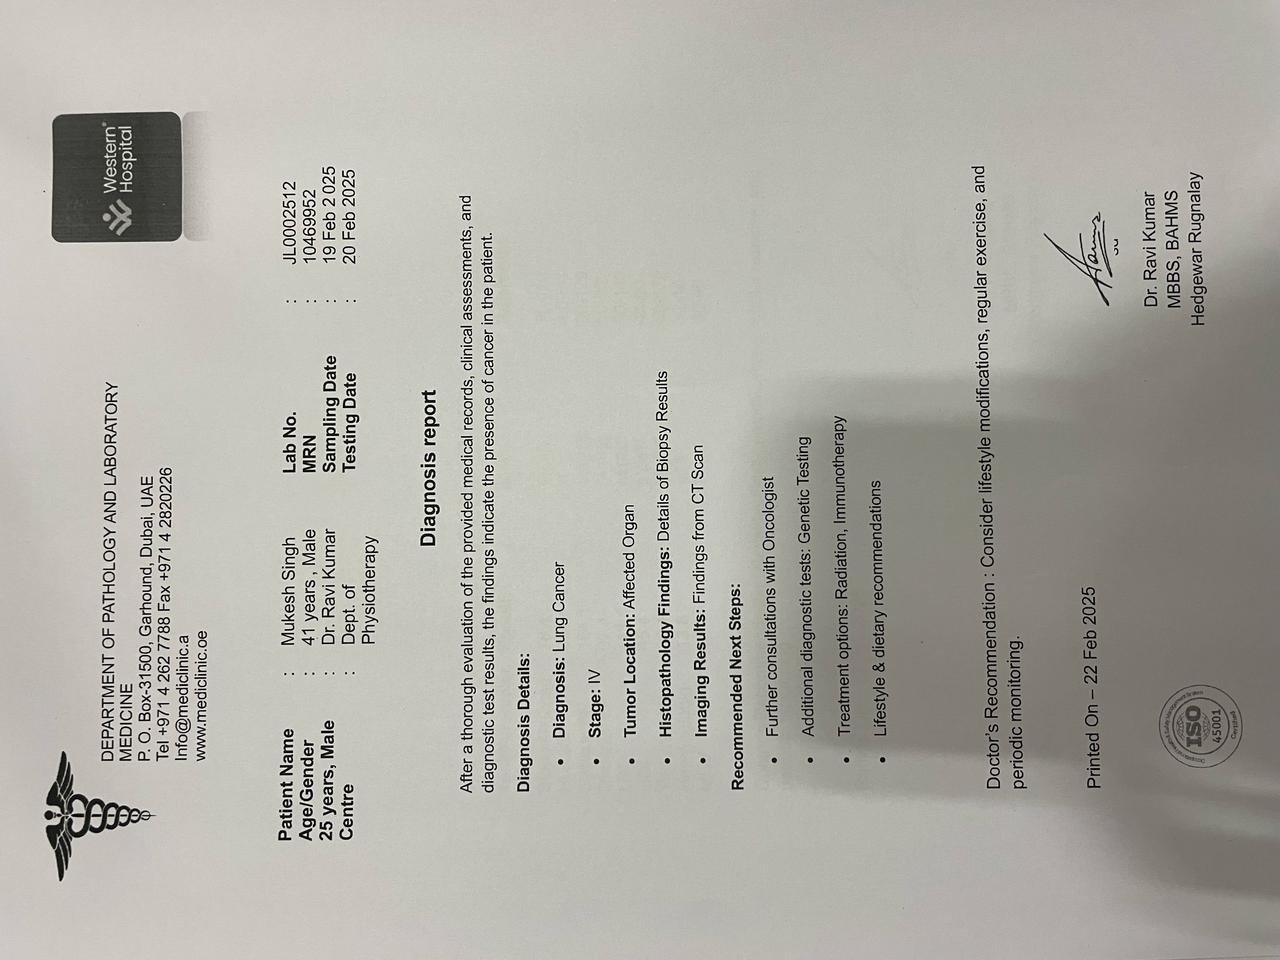 Western®
Hospital
DEPARTMENT OF PATHOLOGY AND LABORATORY
MEDICINE
P. O. Box-31500, Garhound, Dubai, UAE
Tel +971 4 262 7788 Fax +971 4 2820226
Info@mediclinic.a
www.mediclinic.oe
Patient Name : Mukesh Singh Lab No. : JL0002512
Age/Gender : 41 years , Male MRN : 10469952
25 years, Male : Dr. Ravi Kumar Sampling Date : 19 Feb 2 025
Centre : Dept. of Testing Date : 20 Feb 2025
Physiotherapy
Diagnosis report
After a thorough evaluation of the provided medical records, clinical assessments, and
diagnostic test results, the findings indicate the presence of cancer in the patient.
Diagnosis Details:
• Diagnosis: Lung Cancer
• Stage: IV
• Tumor Location: Affected Organ
• Histopathology Findings: Details of Biopsy Results
• Imaging Results: Findings from CT Scan
Recommended Next Steps:
• Further consultations with Oncologist
• Additional diagnostic tests: Genetic Testing
• Treatment options: Radiation, Immunotherapy
• Lifestyle & dietary recommendations
Doctor's Recommendation : Consider lifestyle modifications, regular exercise, and
periodic monitoring.
Printed On – 22 Feb 2025
Dr. Ravi Kumar
MBBS, BAHMS
Hedgewar Rugnalay
ISO
45001
Certified